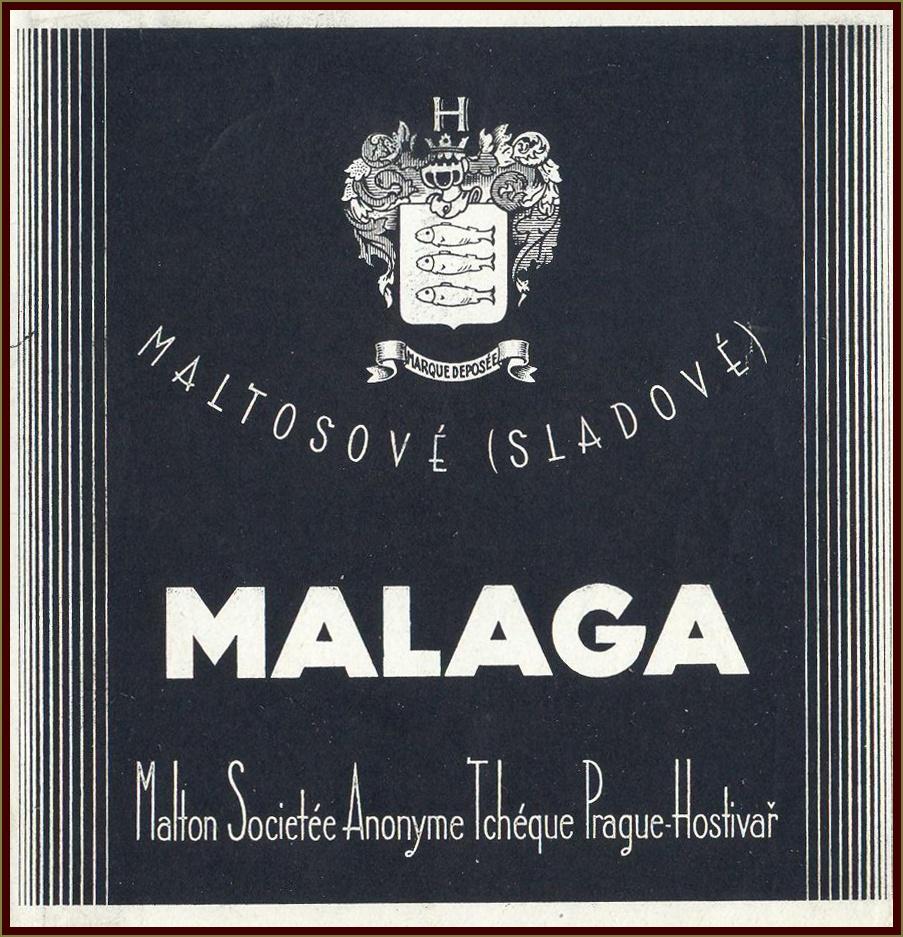 H
MARQUE DEPOSÉE
MALTOSOVÉ (SLADOVÉ)
MALAGA
Malton Societée Anonyme Tchéque Prague-Hostivař